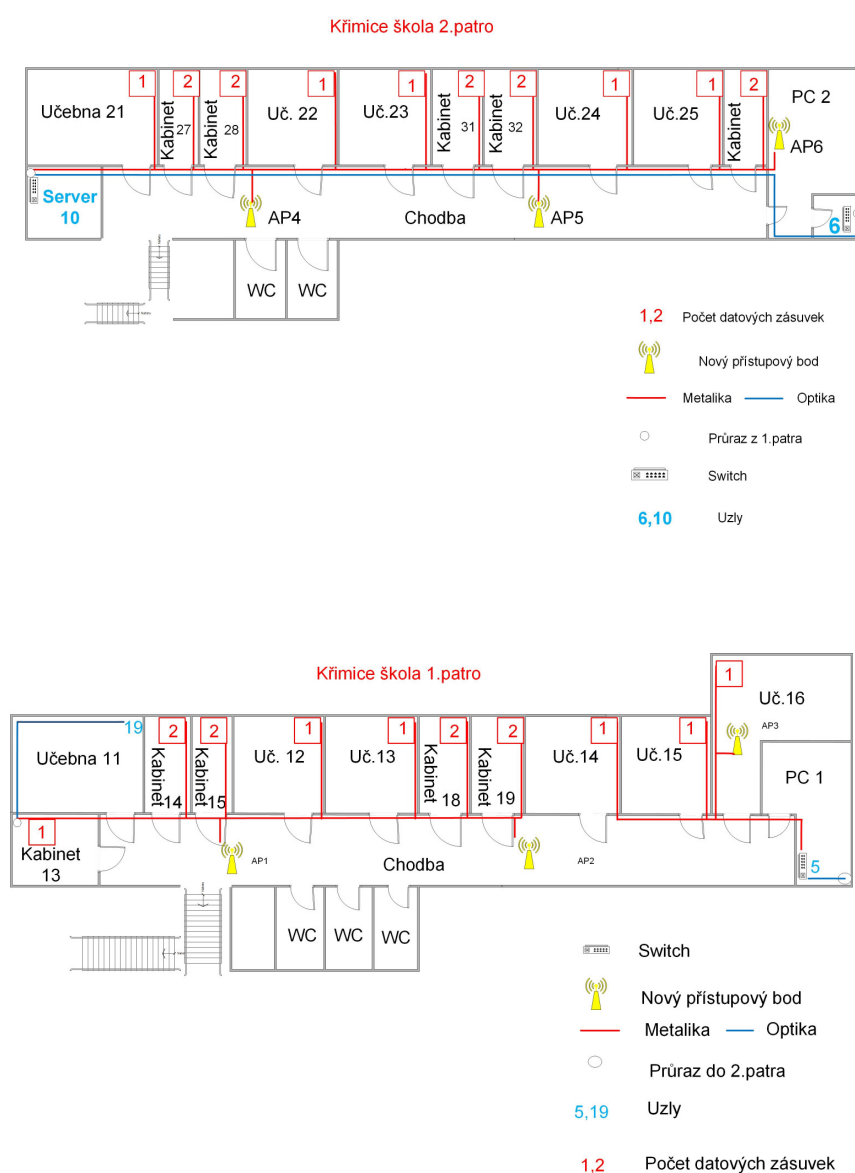 Křimice škola 2.patro
1
2
2
1
1
2
2
1
1
2
Učebna 21
Kabinet
27
Kabinet
28
Uč. 22
Uč.23
Kabinet
31
Kabinet
32
Uč.24
Uč.25
Kabinet
PC 2
AP6
Server
10
AP4
Chodba
AP5
6
WC
WC
1,2 Počet datových zásuvek
Nový přístupový bod
Metalika
Optika
Průraz z 1.patra
Switch
6,10 Uzly
Křimice škola 1.patro
1
Uč.16
AP3
19
2
2
1
1
2
2
1
1
Učebna 11
Kabinet
14
Kabinet
15
Uč. 12
Uč.13
Kabinet
18
Kabinet
19
Uč.14
Uč.15
PC 1
1
Kabinet
13
AP1
Chodba
AP2
5
WC
WC
WC
Switch
Nový přístupový bod
Metalika
Optika
Průraz do 2.patra
5,19 Uzly
1,2 Počet datových zásuvek